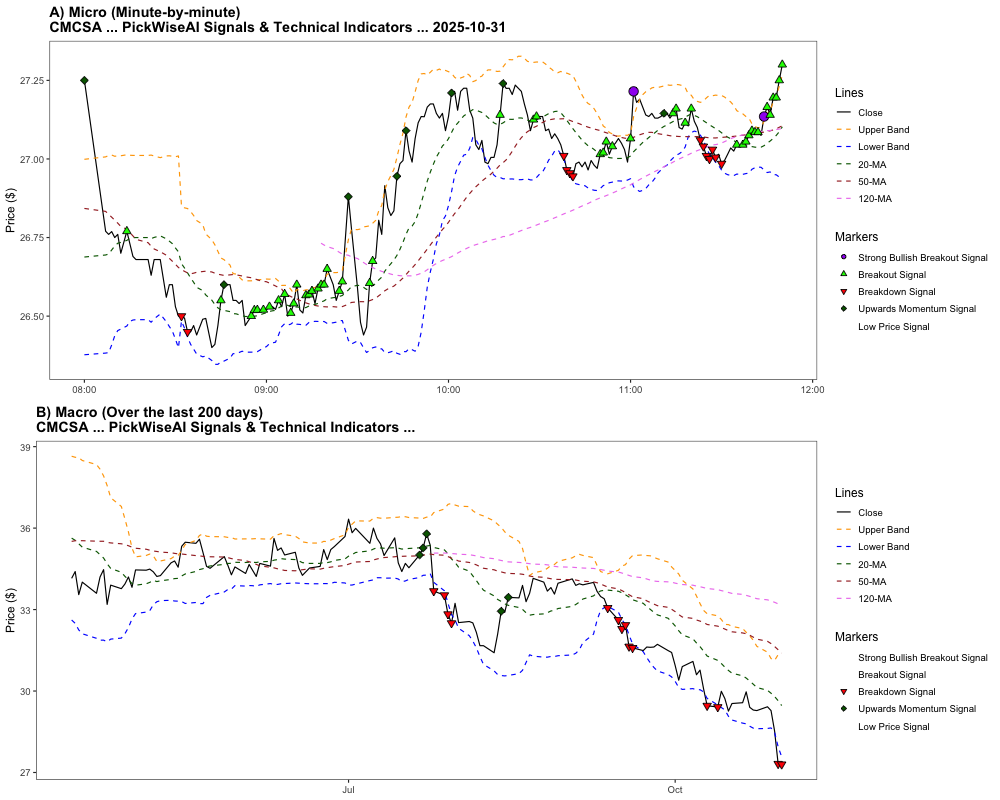 A) Micro (Minute-by-minute)
CMCSA ... PickWiseAI Signals & Technical Indicators ... 2025-10-31
Price ($)
27.25
27.00
26.75
26.50
08:00
09:00
10:00
11:00
12:00
Lines
Close
Upper Band
Lower Band
20-MA
50-MA
120-MA
Markers
Strong Bullish Breakout Signal
Breakout Signal
Breakdown Signal
Upwards Momentum Signal
Low Price Signal
B) Macro (Over the last 200 days)
CMCSA ... PickWiseAI Signals & Technical Indicators ...
Price ($)
39
36
33
30
27
Jul
Oct
Lines
Close
Upper Band
Lower Band
20-MA
50-MA
120-MA
Markers
Strong Bullish Breakout Signal
Breakout Signal
Breakdown Signal
Upwards Momentum Signal
Low Price Signal